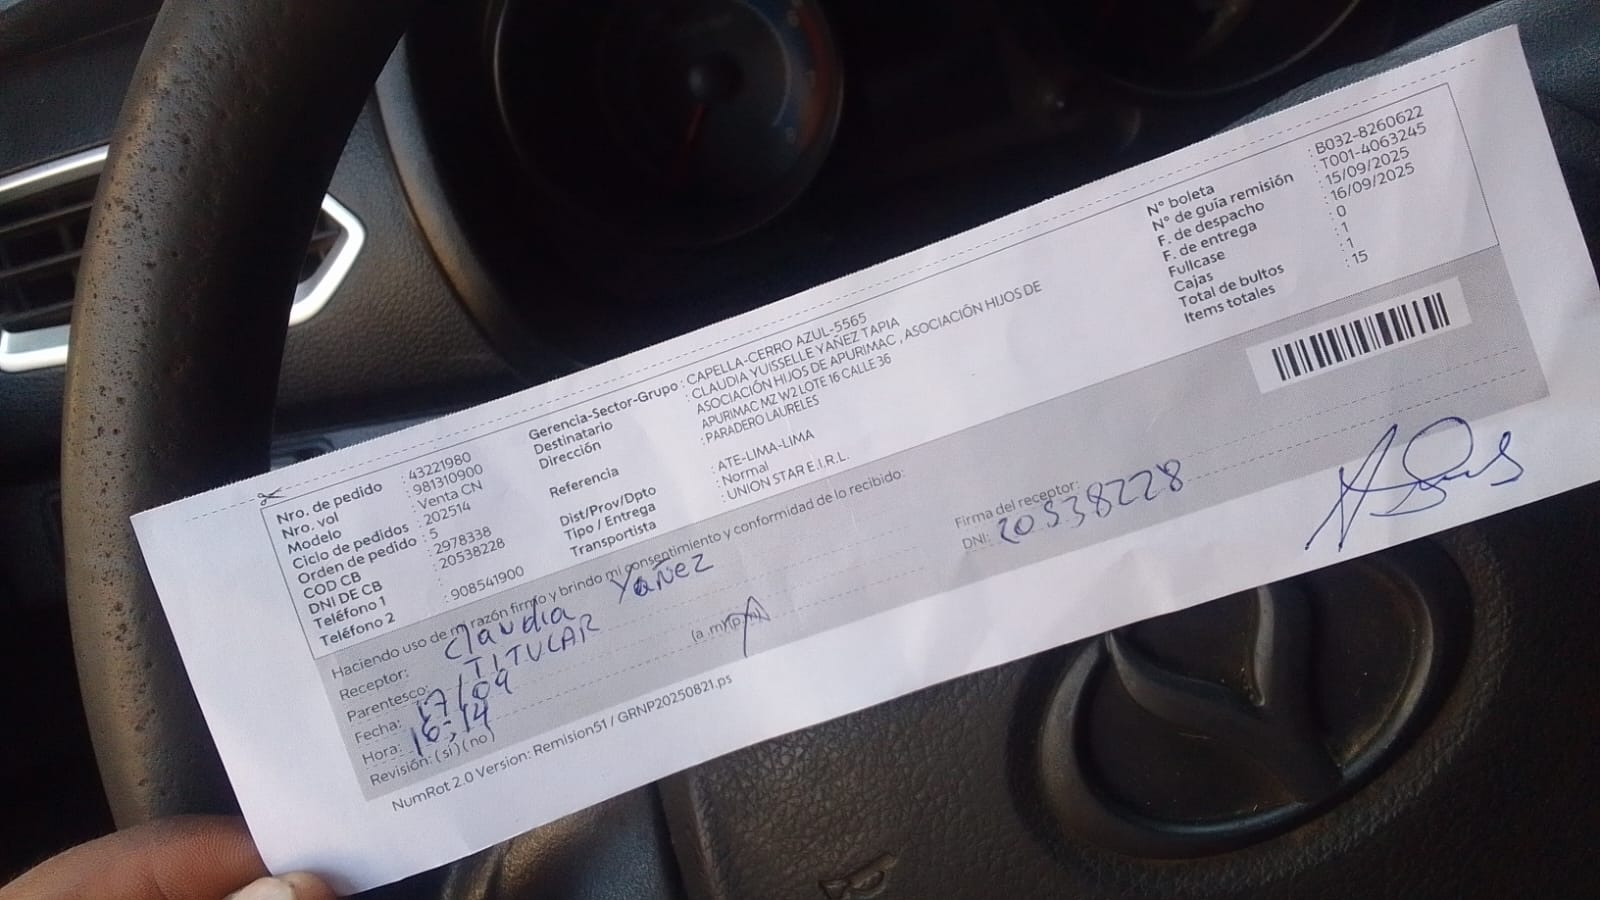 Nro. de pedido : 43221980
Nro. vol : 981310900
Modelo : Venta CN
Ciclo de pedidos : 202514
Orden de pedido : 5
COD CB : 2978338
DNI DE CB : 20538228
Teléfono 1 :
Teléfono 2 : 908541900
Gerencia-Sector-Grupo : CAPELLA-CERRO AZUL-5565
Destinatario : CLAUDIA YUISSELLE YAÑEZ TAPIA
Dirección : ASOCIACIÓN HIJOS DE APURIMAC , ASOCIACIÓN HIJOS DE
APURIMAC MZ W2 LOTE 16 CALLE 36
Referencia : PARADERO LAURELES
Dist/Prov/Dpto : ATE-LIMA-LIMA
Tipo / Entrega : Normal
Transportista : UNION STAR E.I.R.L.
N° boleta : B032-8260622
N° de guía remisión : T001-4063245
F. de despacho : 15/09/2025
F. de entrega : 16/09/2025
Fullcase : 0
Cajas : 1
Total de bultos : 1
Items totales : 15
Haciendo uso de mi razón firmo y brindo mi consentimiento y conformidad de lo recibido:
Receptor: Claudia Yañez
Parentesco: TITULAR
Fecha: 17/09
Hora: 16:14 (a.m)(p.m)
Revisión: (si)(no)
Firma del receptor:
DNI: 20538228
NumRot 2.0 Version: Remision51 / GRNP20250821.ps